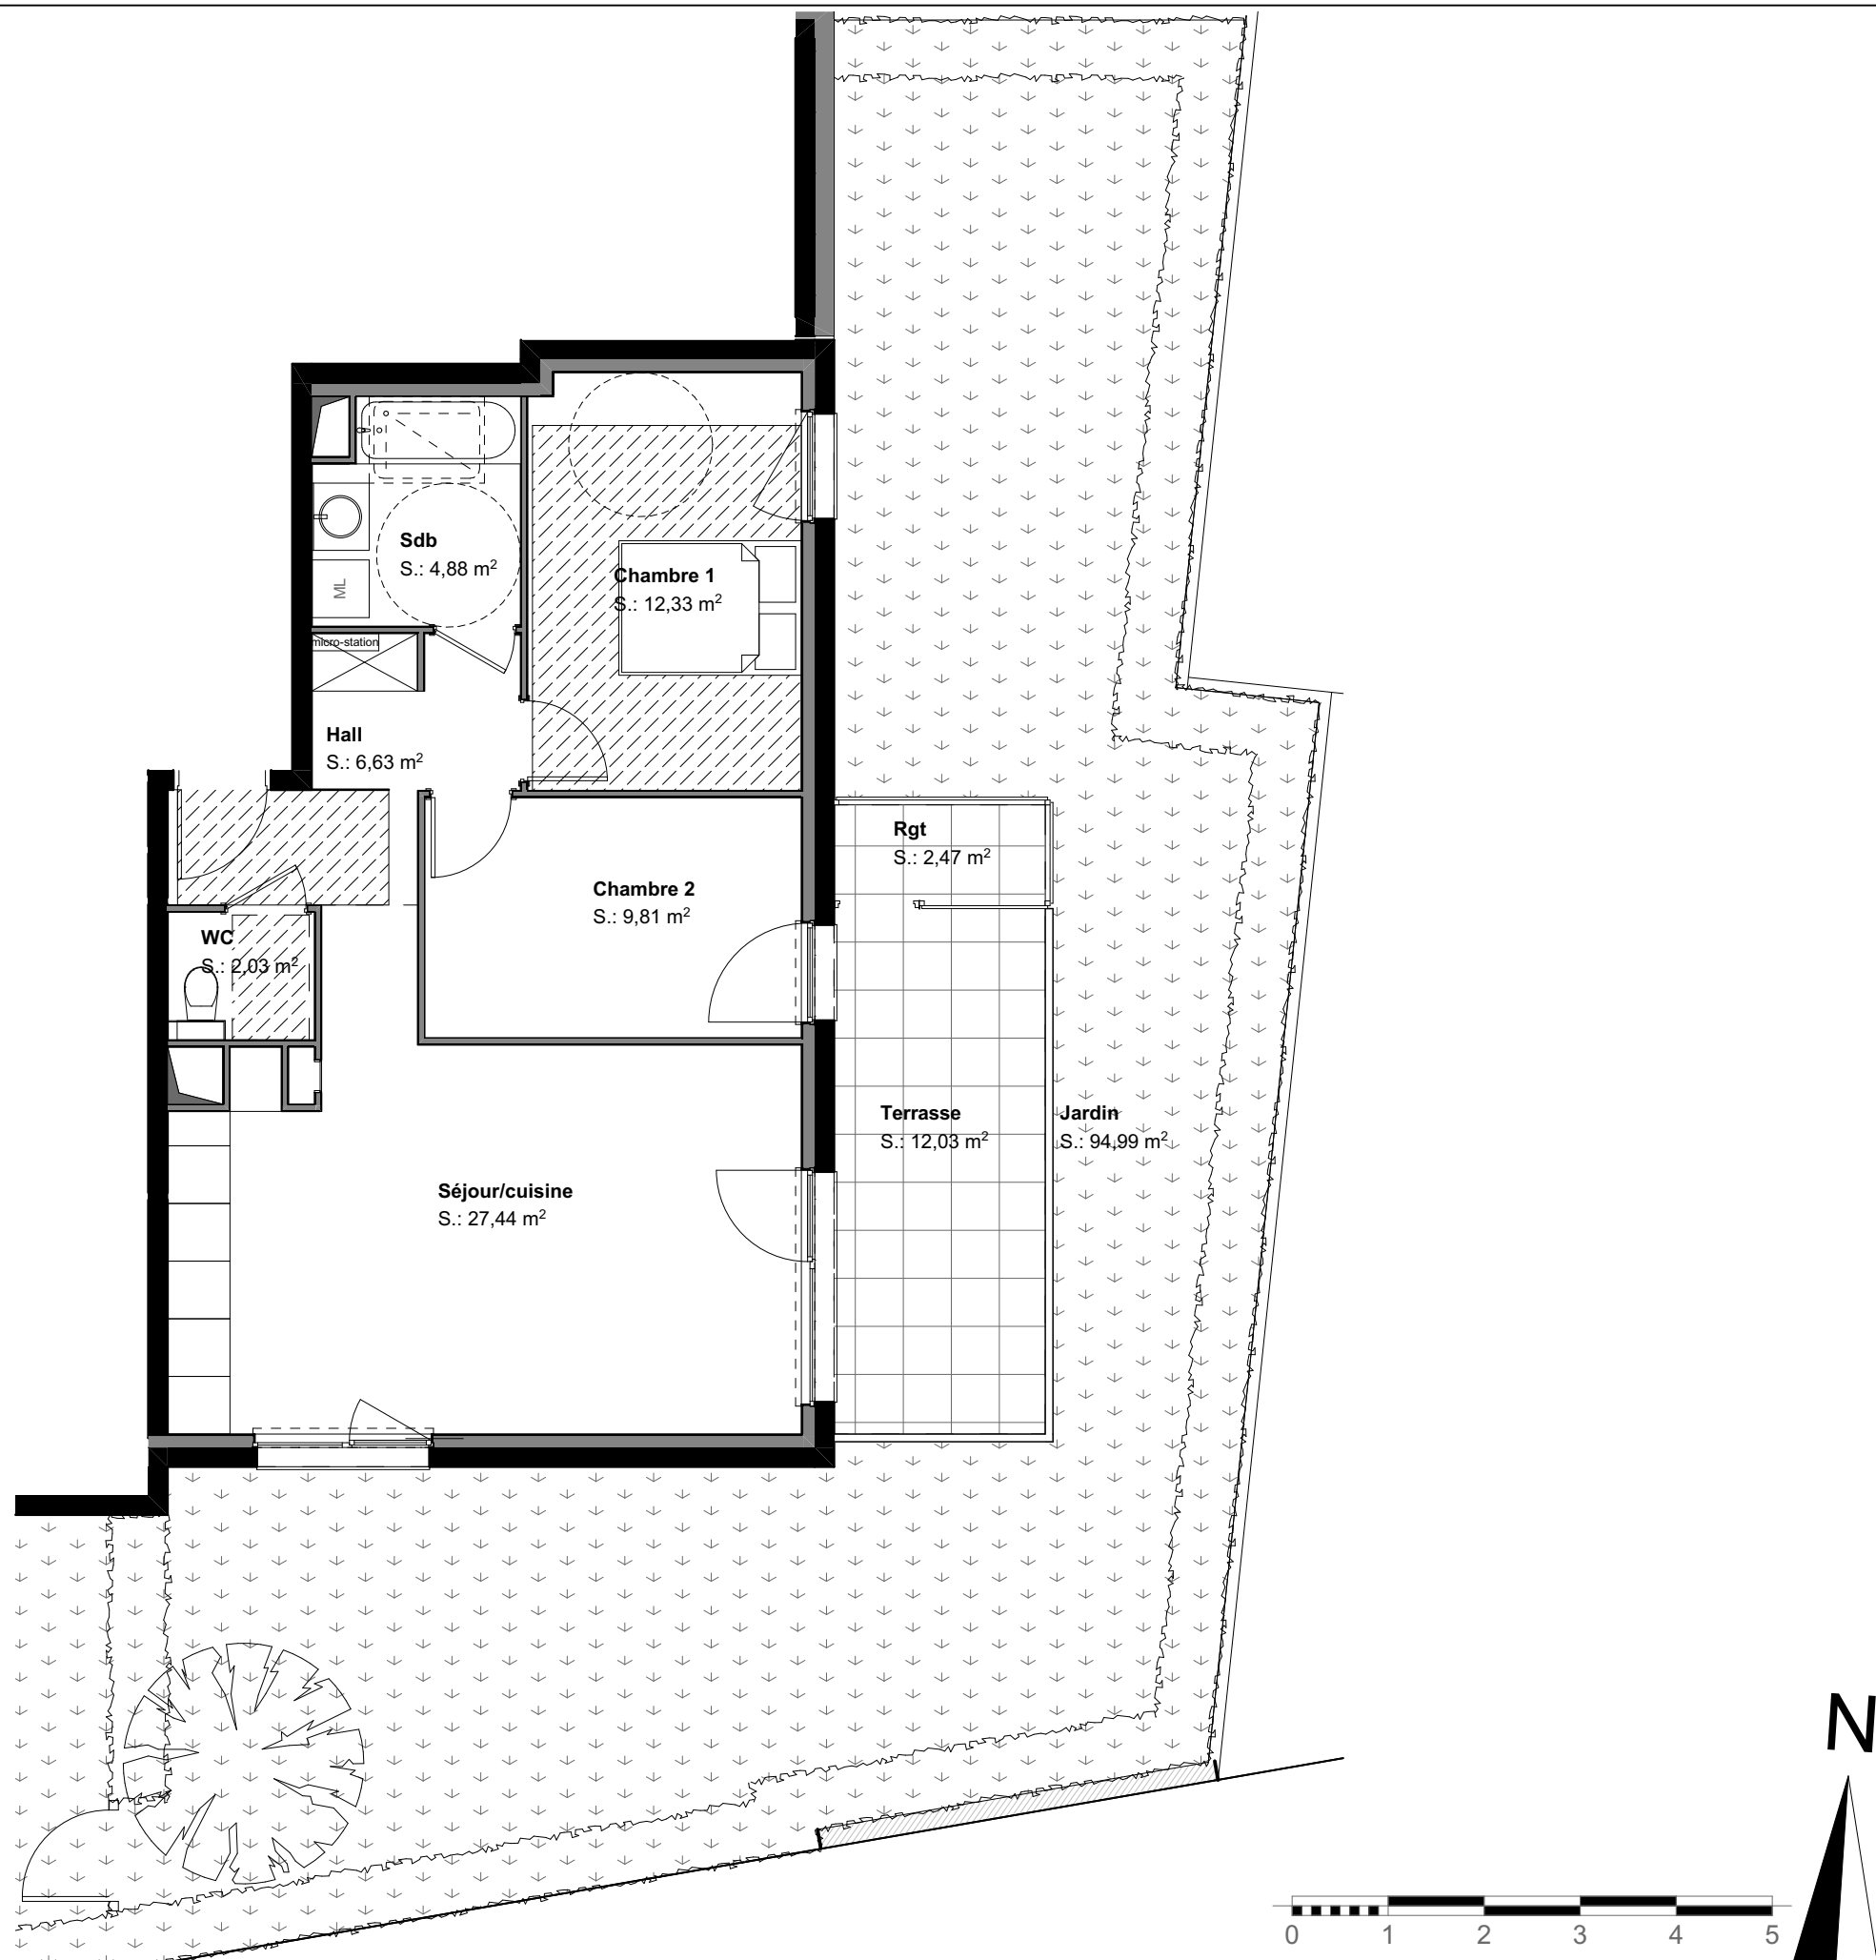 Sdb
S.: 4,88 m²
Chambre 1
S.: 12,33 m²
ML
micro-station
Hall
S.: 6,63 m²
Rgt
S.: 2,47 m²
Chambre 2
S.: 9,81 m²
WC
S.: 2,03 m²
Terrasse
S.: 12,03 m²
Jardin
S.: 94,99 m²
Séjour/cuisine
S.: 27,44 m²
N
0 1 2 3 4 5